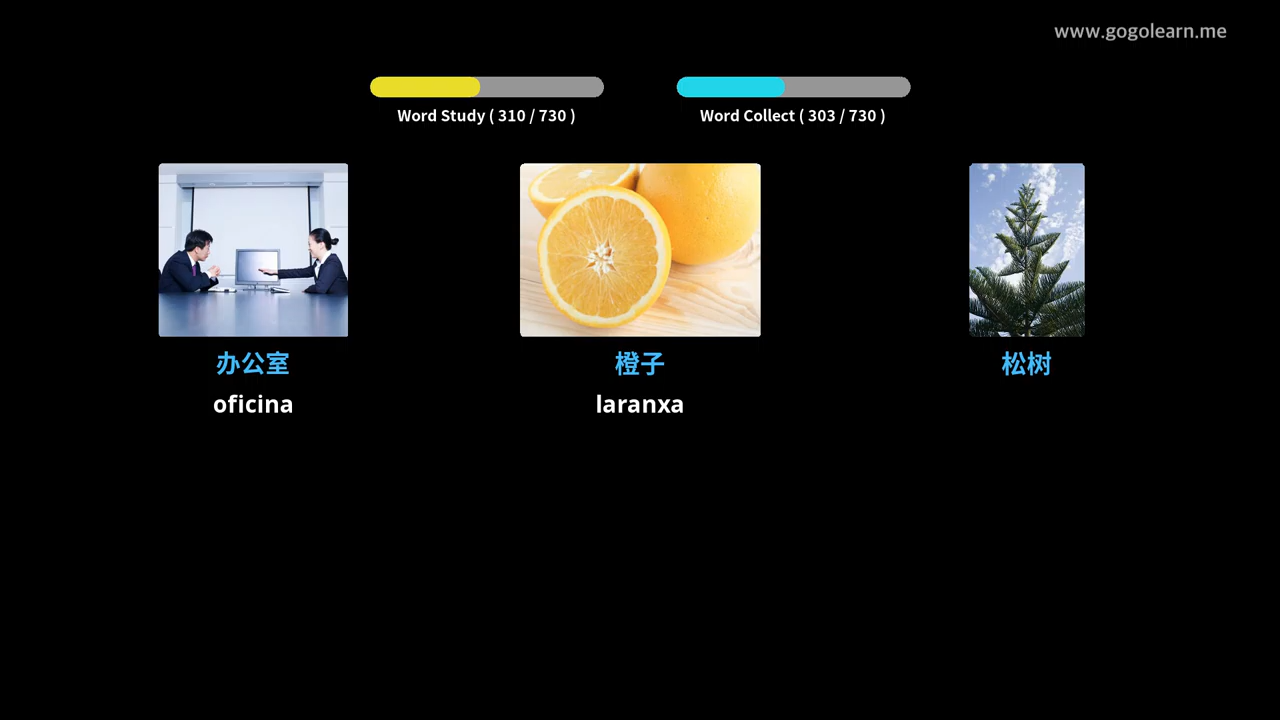 www.gogolearn.me
Word Study ( 310 / 730 )
Word Collect ( 303 / 730 )
办公室
橙子
松树
oficina
laranxa